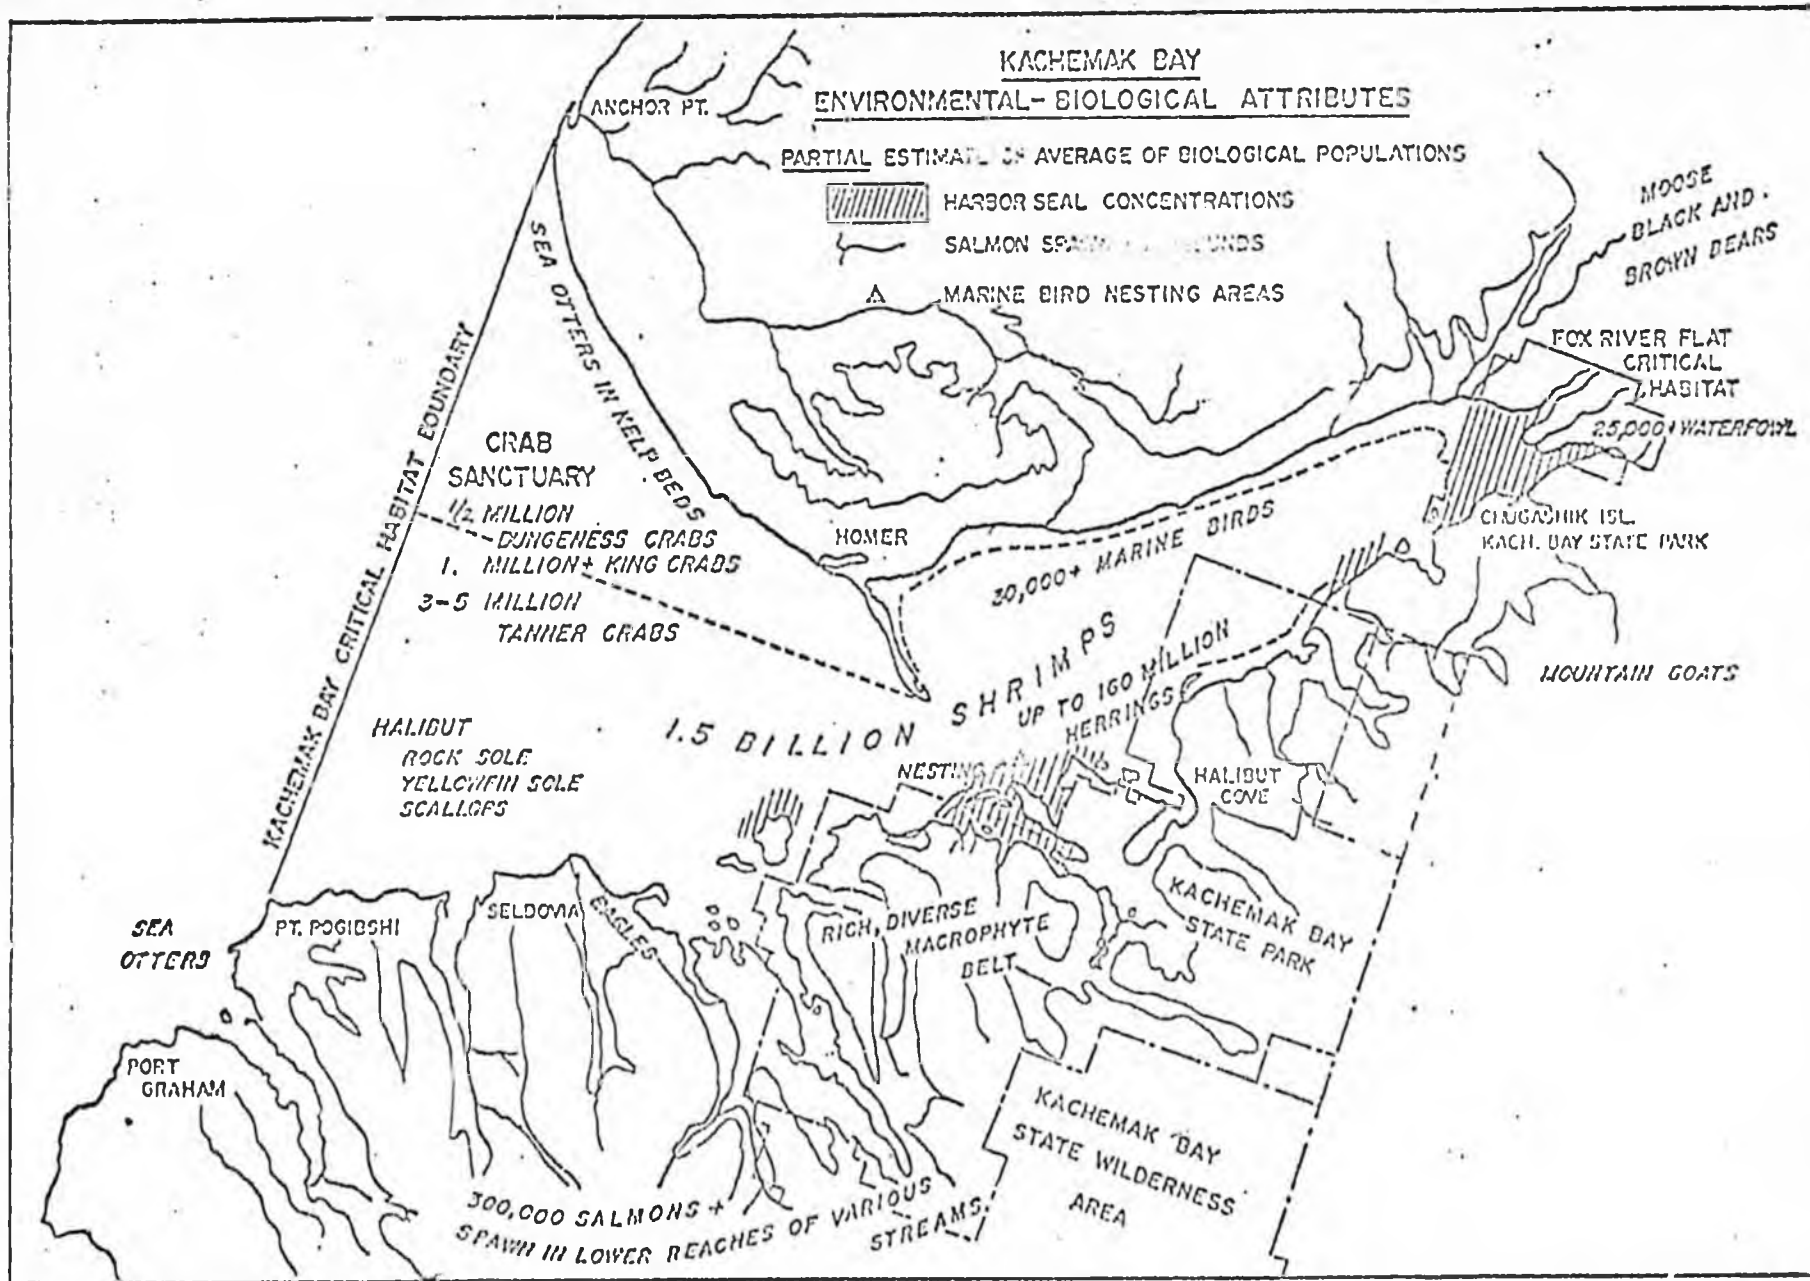 KACHEMAK BAY
ENVIRONMENTAL-BIOLOGICAL ATTRIBUTES
PARTIAL AVERAGE OF BIOLOGICAL POPULATIONS
HARBOR SEAL CONCENTRATIONS
SALMON
MARINE BIRD NESTING AREAS
ANCHOR PT.
MOOSE
BLACK AND
BROWN BEARS
SEA OTTERS IN KELP BEDS
KACHEMAK BAY CRITICAL HABITAT BOUNDARY
FOX RIVER FLAT
CRITICAL
HABITAT
25,000+ WATERFOWL
CRAB
SANCTUARY
1/2 MILLION
DUNGENESS CRABS
1. MILLION+ KING CRABS
3-5 MILLION
TANNER CRABS
HOMER
30,000+ MARINE BIRDS
CHUGACHIK ISL.
KACH. BAY STATE PARK
MOUNTAIN GOATS
1.5 BILLION SHRIMPS
UP TO 160 MILLION
HERRINGS
HALIBUT
ROCK SOLE
YELLOWFIN SOLE
SCALLOPS
NESTING
HALIBUT
COVE
SEA
OTTERS
PT. POGIBSHI
SELDOVIA
EAGLES
RICH, DIVERSE
MACROPHYTE
BELT
KACHEMAK BAY
STATE PARK
PORT
GRAHAM
KACHEMAK BAY
STATE WILDERNESS
AREA
300,000 SALMONS +
SPAWN IN LOWER REACHES OF VARIOUS
STREAMS